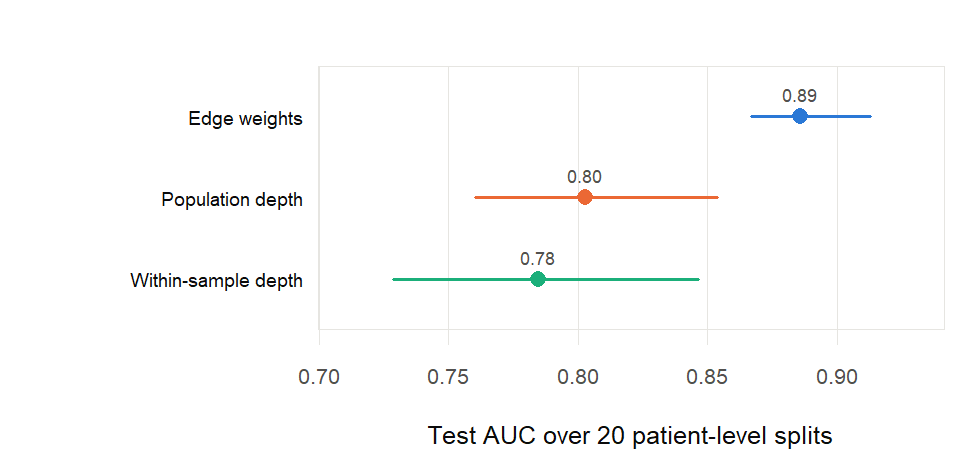 0.89
Edge weights
0.80
Population depth
0.78
Within-sample depth
0.70 0.75 0.80 0.85 0.90
Test AUC over 20 patient-level splits